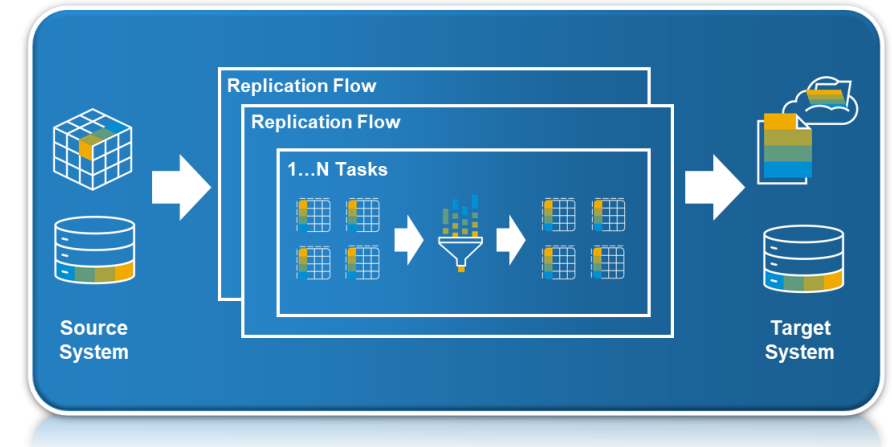 Replication Flow
Replication Flow
1...N Tasks
Source
System
Target
System